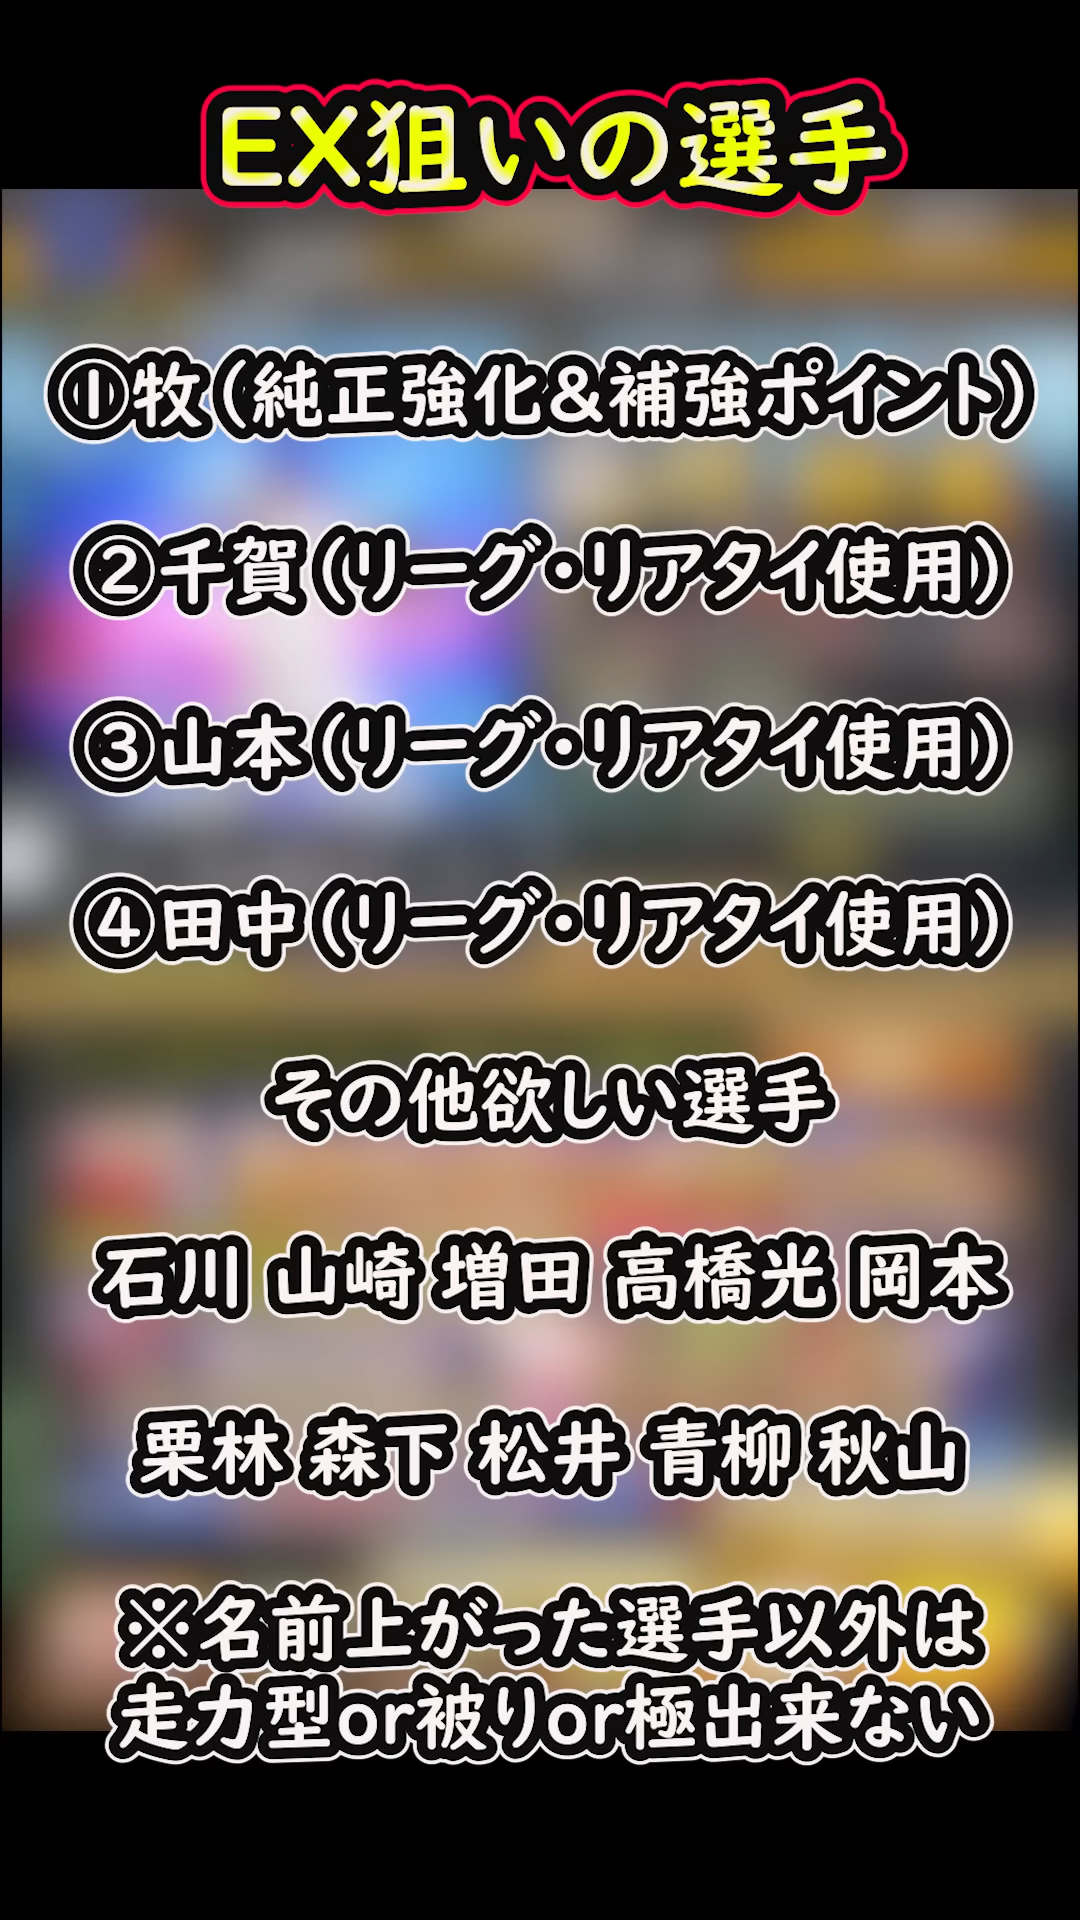 EX狙いの選手
①牧（純正強化&補強ポイント）
②千賀（リーグ・リアタイ使用）
③山本（リーグ・リアタイ使用）
④田中（リーグ・リアタイ使用）
その他欲しい選手
石川 山崎 増田 高橋光 岡本
栗林 森下 松井 青柳 秋山
※名前上がった選手以外は
走力型or被りor極出来ない